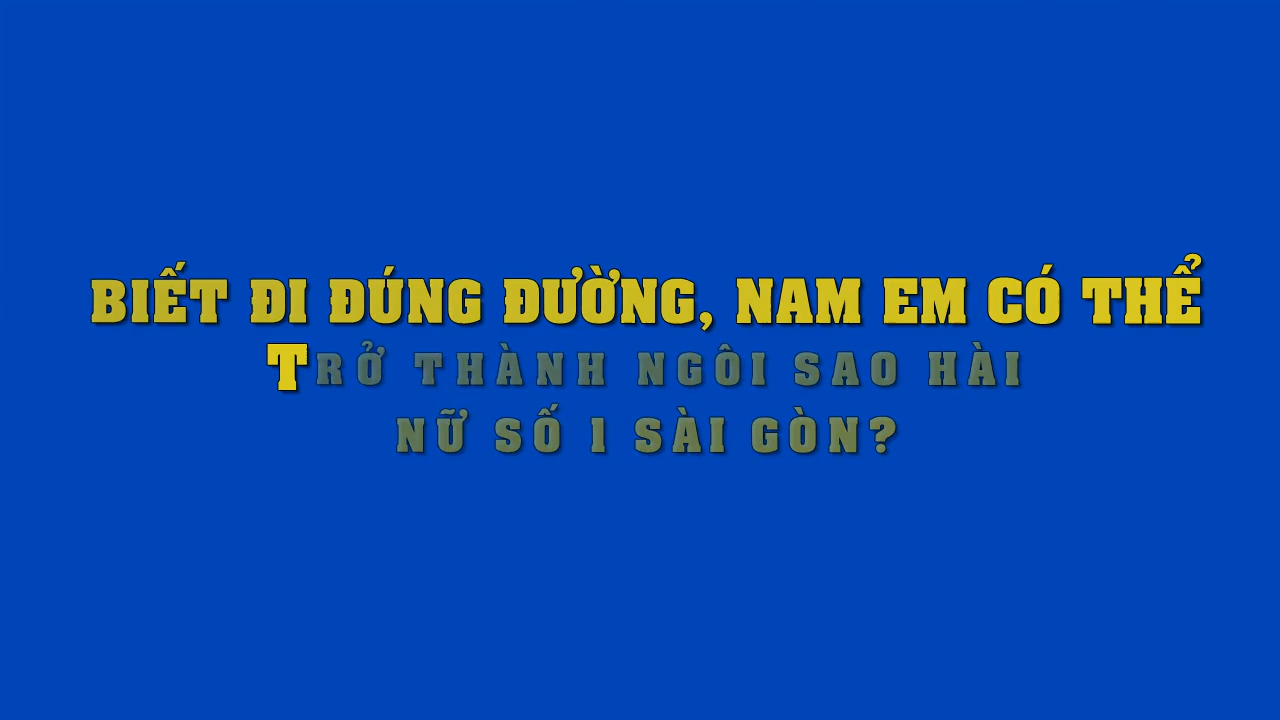 BIẾT ĐI ĐÚNG ĐƯỜNG, NAM EM CÓ THỂ
TRỞ THÀNH NGÔI SAO HÀI
NỮ SỐ 1 SÀI GÒN?